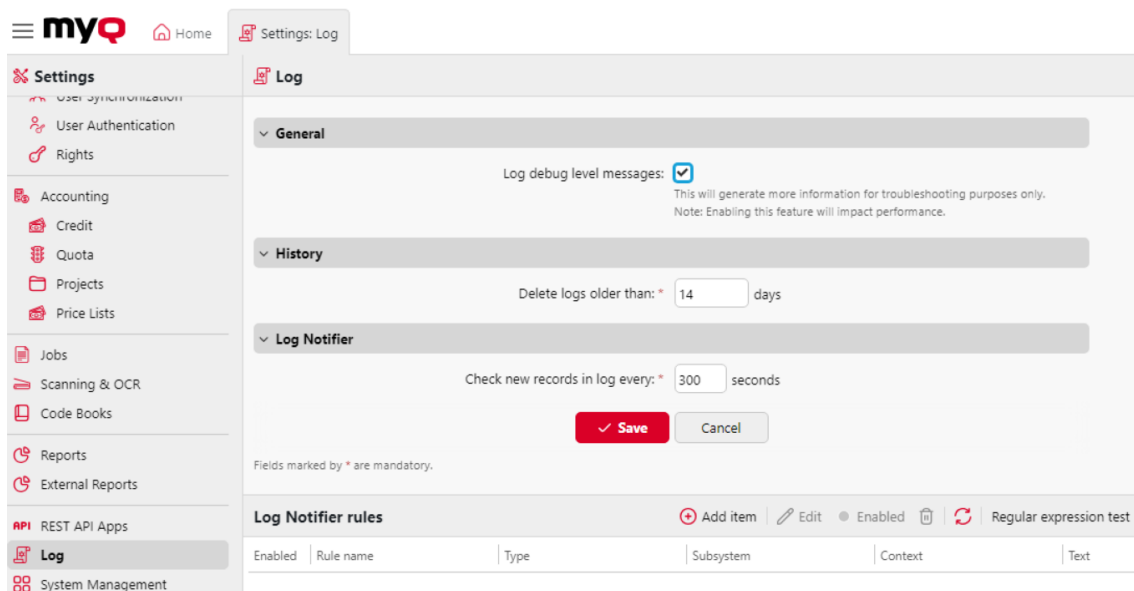 myQ
Home
Settings: Log
Settings
Log
User Synchronization
User Authentication
Rights
Accounting
Credit
Quota
Projects
Price Lists
Jobs
Scanning & OCR
Code Books
Reports
External Reports
API REST API Apps
Log
System Management
General
Log debug level messages:
This will generate more information for troubleshooting purposes only.
Note: Enabling this feature will impact performance.
History
Delete logs older than: * 14 days
Log Notifier
Check new records in log every: * 300 seconds
Save Cancel
Fields marked by * are mandatory.
Log Notifier rules Add item Edit Enabled Regular expression test
Enabled Rule name Type Subsystem Context Text